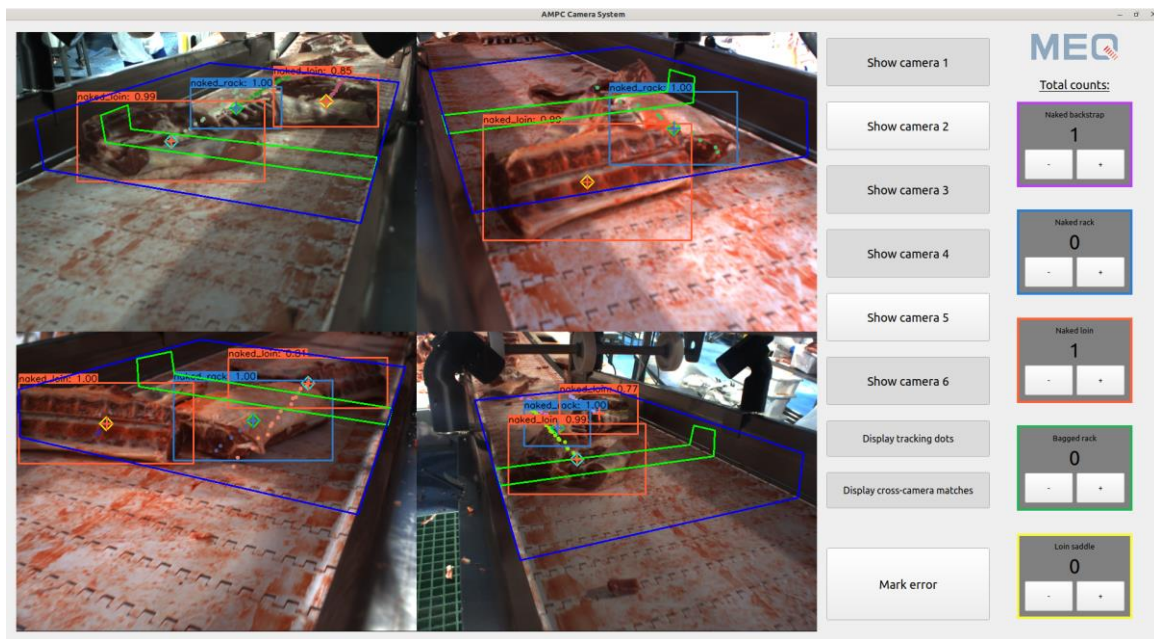 AMPC Camera System
naked_loin: 0.85
naked_rack: 1.00
naked_loin: 0.99
naked_rack: 1.00
naked_loin: 0.99
naked_loin: 0.81
naked_rack: 1.00
naked_loin: 1.00
naked_loin: 0.77
naked_rack: 1.00
naked_loin: 0.99
Show camera 1
Show camera 2
Show camera 3
Show camera 4
Show camera 5
Show camera 6
Display tracking dots
Display cross-camera matches
Mark error
MEQ
Total counts:
Naked backstrap
1
- +
Naked rack
0
- +
Naked loin
1
- +
Bagged rack
0
- +
Loin saddle
0
- +